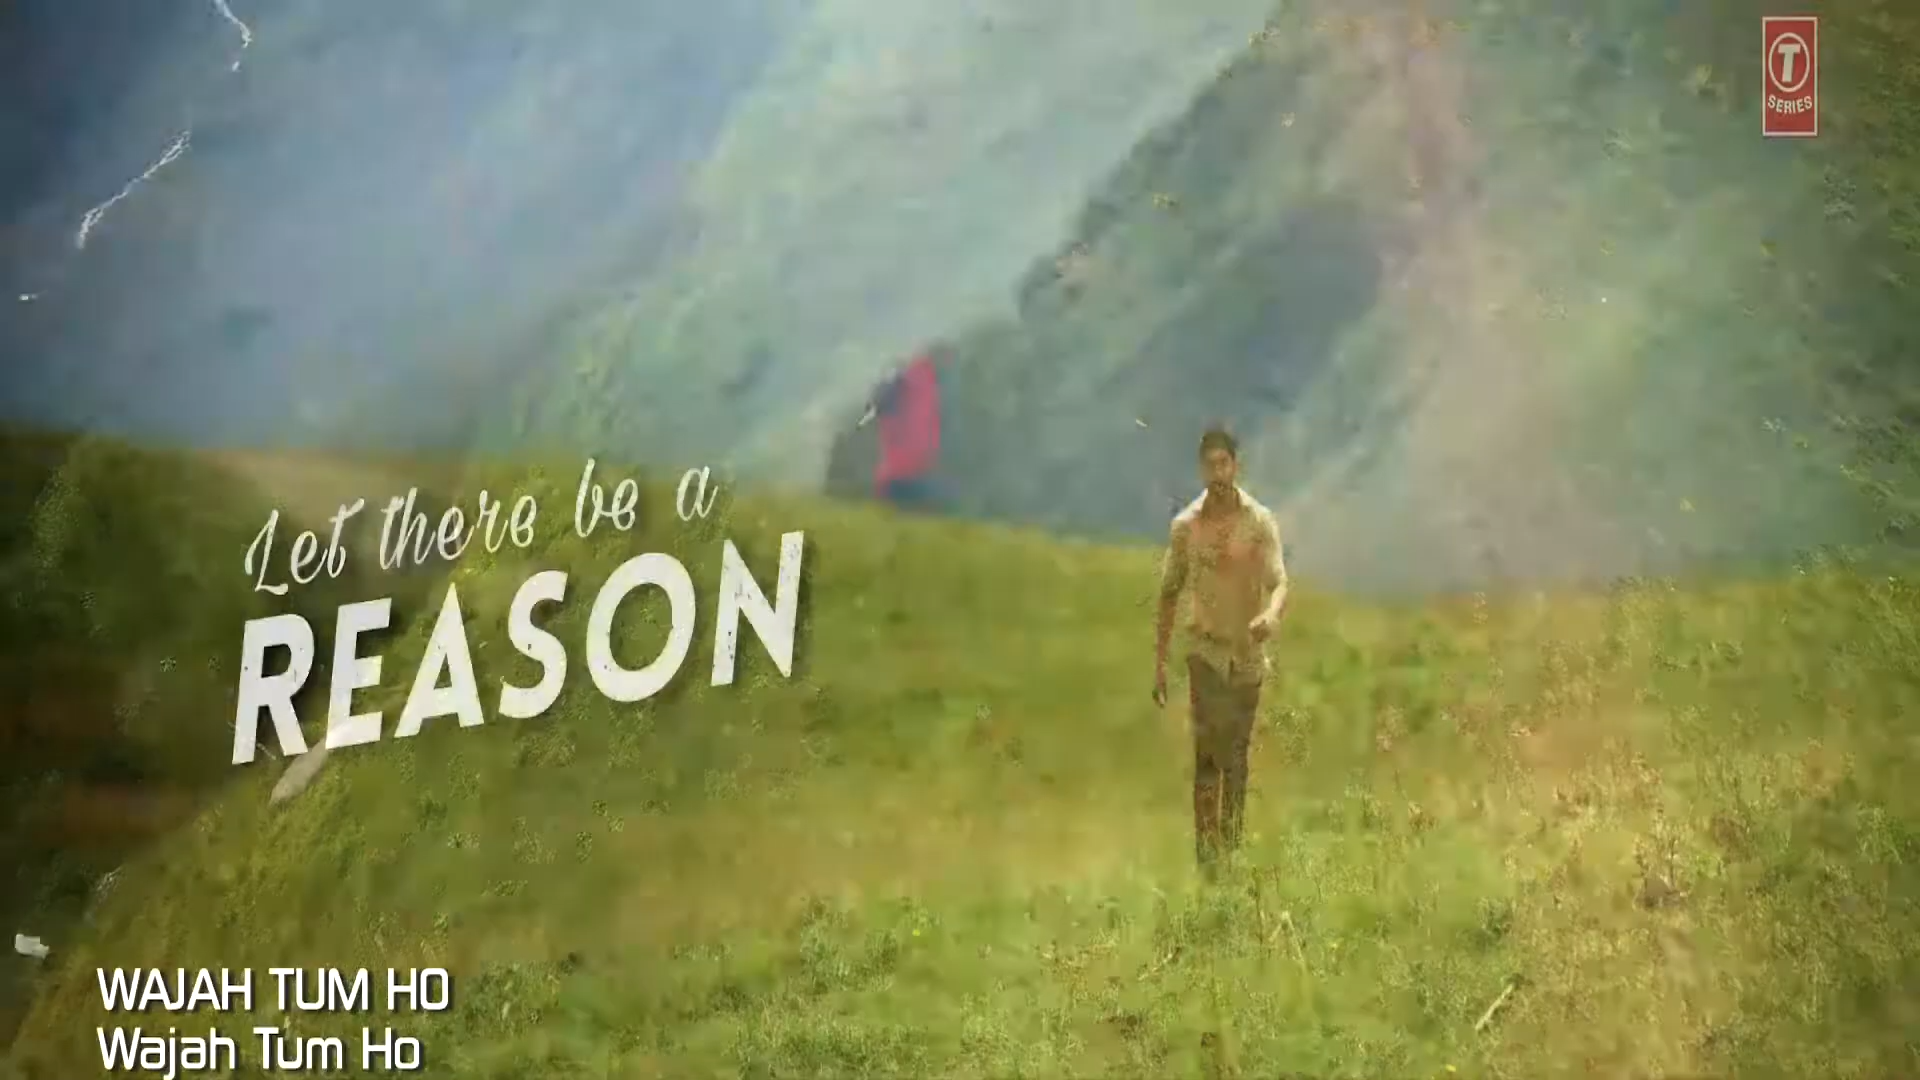 T
SERIES
Let there be a
REASON
WAJAH TUM HO
Wajah Tum Ho